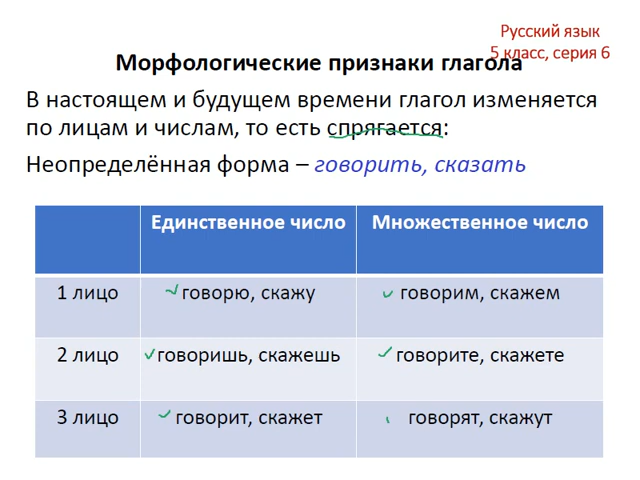 Русский язык
5 класс, серия 6
Морфологические признаки глагола
В настоящем и будущем времени глагол изменяется
по лицам и числам, то есть спрягается:
Неопределённая форма – говорить, сказать
Единственное число Множественное число
1 лицо говорю, скажу говорим, скажем
2 лицо говоришь, скажешь говорите, скажете
3 лицо говорит, скажет говорят, скажут